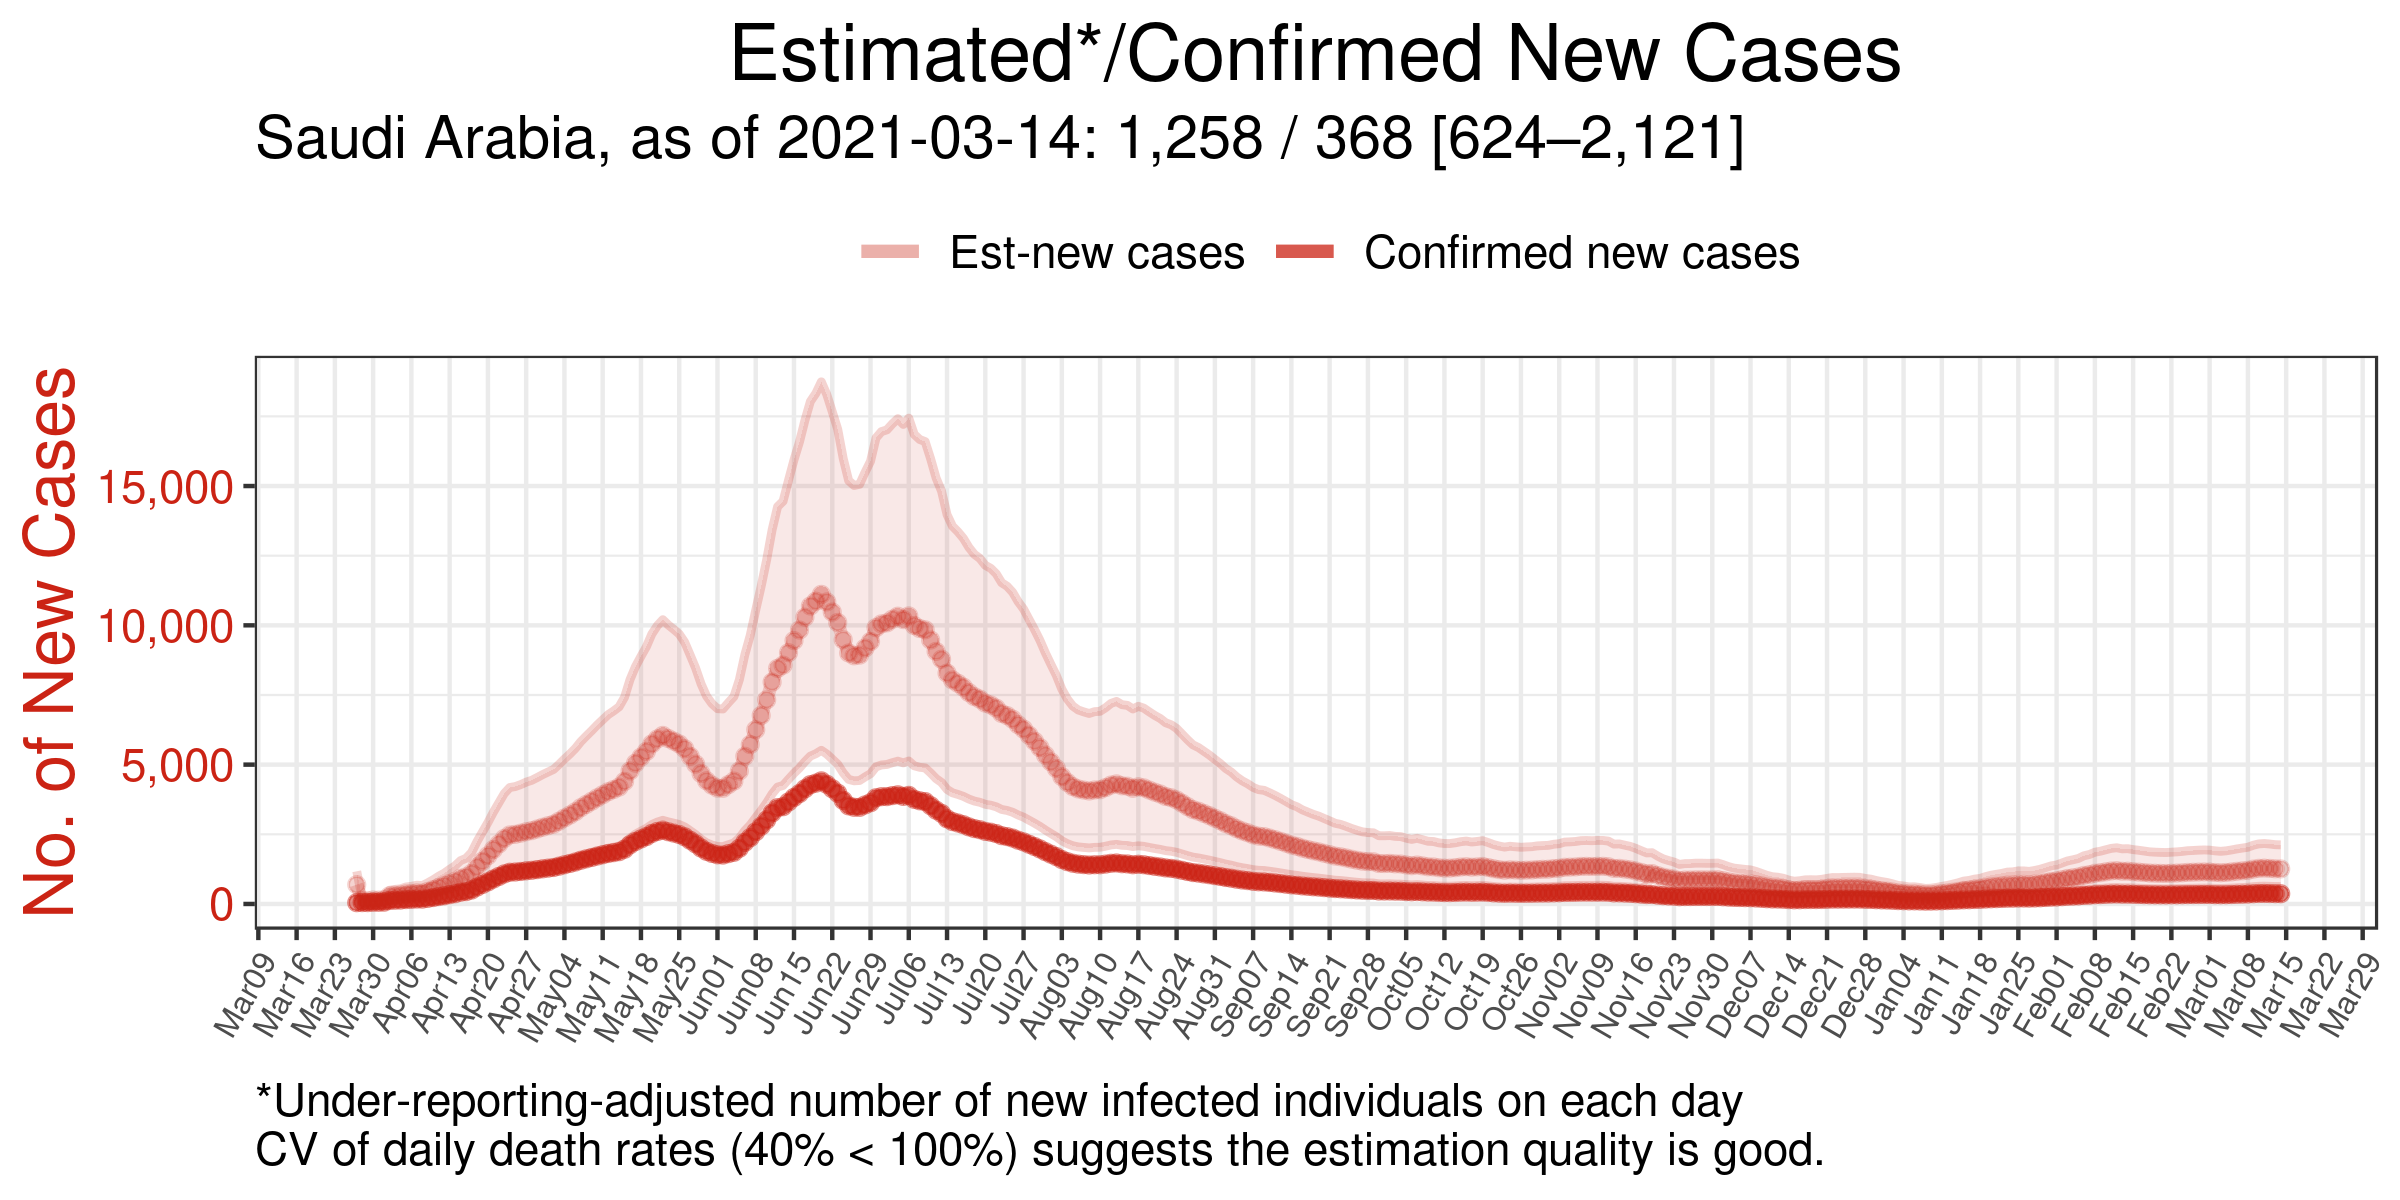 Estimated*/Confirmed New Cases
Saudi Arabia, as of 2021-03-14: 1,258 / 368 [624–2,121]
Est-new cases Confirmed new cases
No. of New Cases
15,000
10,000
5,000
0
Mar09 Mar16 Mar23 Mar30 Apr06 Apr13 Apr20 Apr27 May04 May11 May18 May25 Jun01 Jun08 Jun15 Jun22 Jun29 Jul06 Jul13 Jul20 Jul27 Aug03 Aug10 Aug17 Aug24 Aug31 Sep07 Sep14 Sep21 Sep28 Oct05 Oct12 Oct19 Oct26 Nov02 Nov09 Nov16 Nov23 Nov30 Dec07 Dec14 Dec21 Dec28 Jan04 Jan11 Jan18 Jan25 Feb01 Feb08 Feb15 Feb22 Mar01 Mar08 Mar15 Mar22 Mar29
*Under-reporting-adjusted number of new infected individuals on each day
CV of daily death rates (40% < 100%) suggests the estimation quality is good.